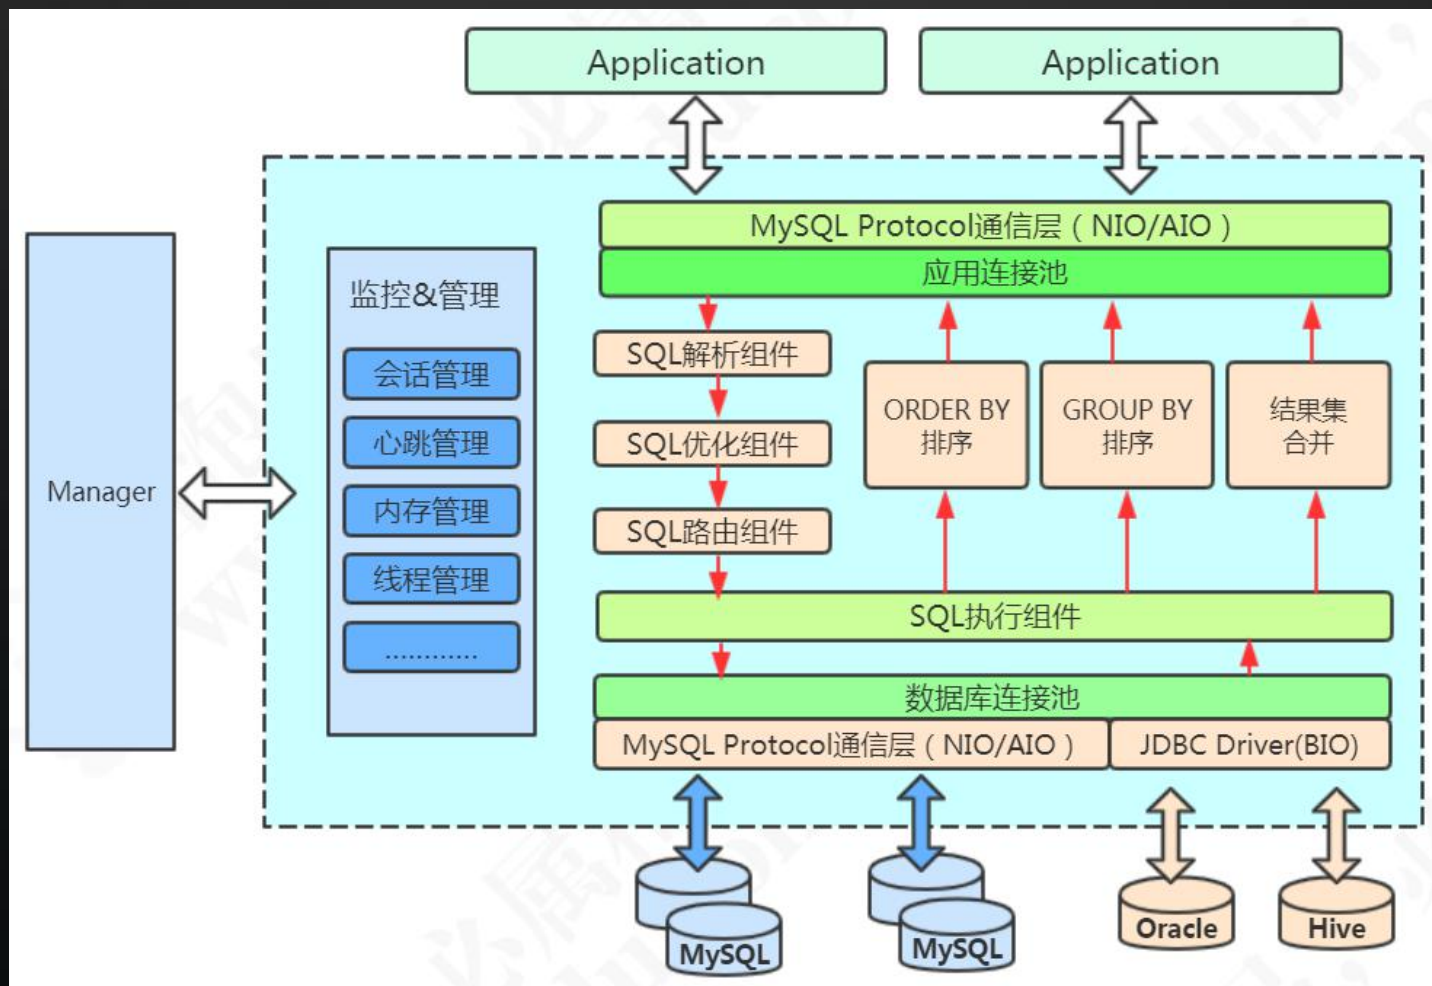 Application
Application
MySQL Protocol通信层（NIO/AIO）
应用连接池
监控&管理
会话管理
心跳管理
内存管理
线程管理
............
Manager
SQL解析组件
SQL优化组件
SQL路由组件
ORDER BY
排序
GROUP BY
排序
结果集
合并
SQL执行组件
数据库连接池
MySQL Protocol通信层（NIO/AIO）
JDBC Driver(BIO)
MySQL
MySQL
Oracle
Hive